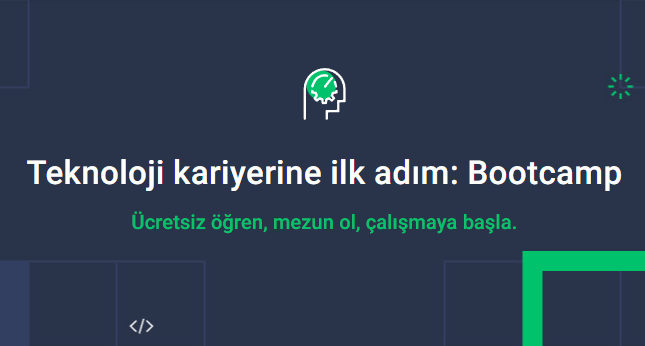 Teknoloji kariyerine ilk adım: Bootcamp
Ücretsiz öğren, mezun ol, çalışmaya başla.
</>